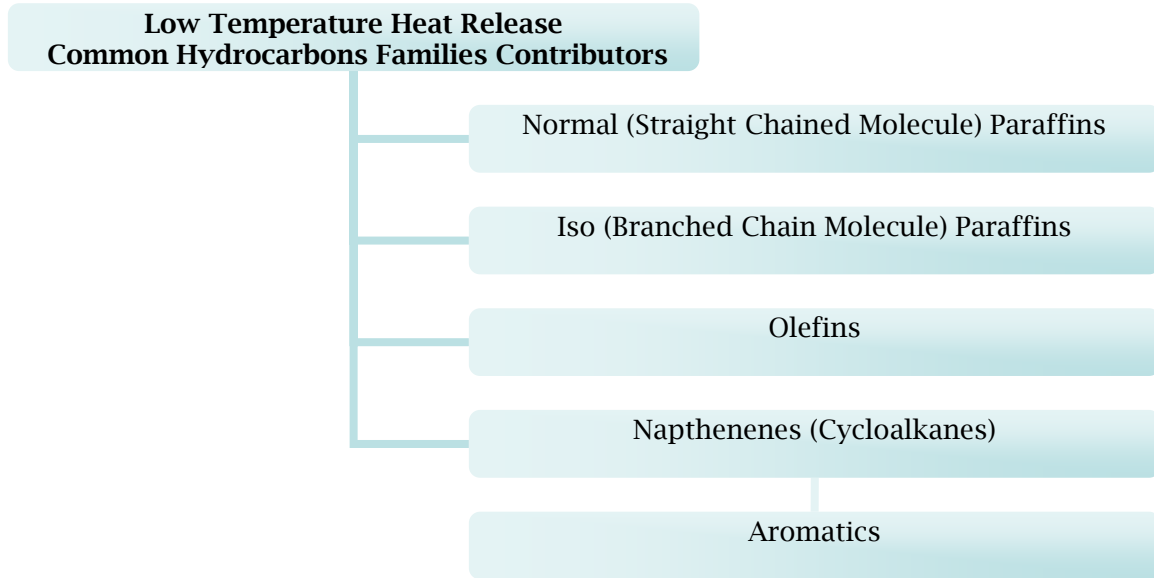 Low Temperature Heat Release
Common Hydrocarbons Families Contributors
Normal (Straight Chained Molecule) Paraffins
Iso (Branched Chain Molecule) Paraffins
Olefins
Napthenenes (Cycloalkanes)
Aromatics